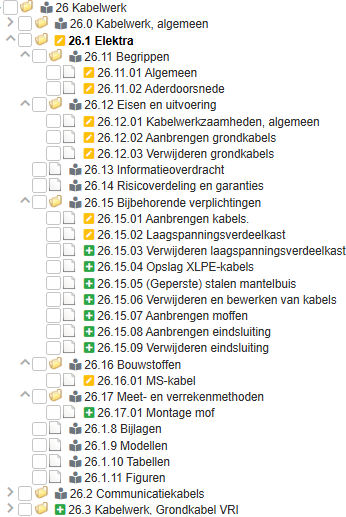 26 Kabelwerk
26.0 Kabelwerk, algemeen
26.1 Elektra
26.11 Begrippen
26.11.01 Algemeen
26.11.02 Aderdoorsnede
26.12 Eisen en uitvoering
26.12.01 Kabelwerkzaamheden, algemeen
26.12.02 Aanbrengen grondkabels
26.12.03 Verwijderen grondkabels
26.13 Informatieoverdracht
26.14 Risicoverdeling en garanties
26.15 Bijbehorende verplichtingen
26.15.01 Aanbrengen kabels.
26.15.02 Laagspanningsverdeelkast
26.15.03 Verwijderen laagspanningsverdeelkast
26.15.04 Opslag XLPE-kabels
26.15.05 (Geperste) stalen mantelbuis
26.15.06 Verwijderen en bewerken van kabels
26.15.07 Aanbrengen moffen
26.15.08 Aanbrengen eindsluiting
26.15.09 Verwijderen eindsluiting
26.16 Bouwstoffen
26.16.01 MS-kabel
26.17 Meet- en verrekenmethoden
26.17.01 Montage mof
26.1.8 Bijlagen
26.1.9 Modellen
26.1.10 Tabellen
26.1.11 Figuren
26.2 Communicatiekabels
26.3 Kabelwerk, Grondkabel VRI